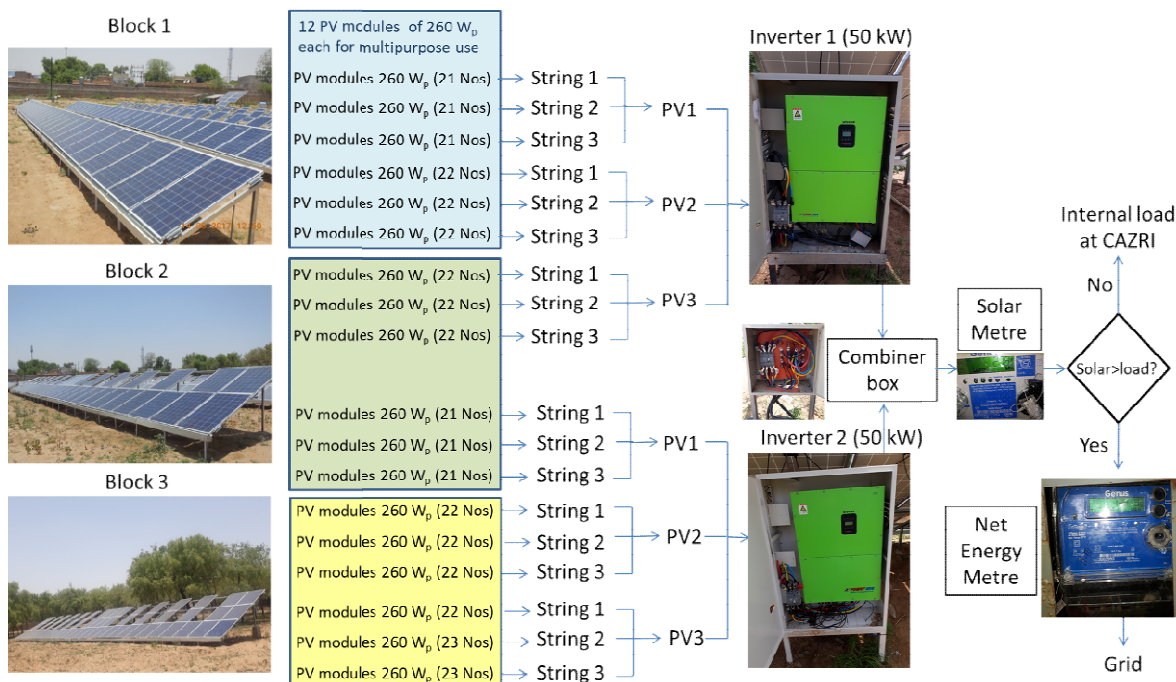 Block 1
12 PV modules of 260 Wp
each for multipurpose use
PV modules 260 Wp (21 Nos)
String 1
PV modules 260 Wp (21 Nos)
String 2
PV1
PV modules 260 Wp (21 Nos)
String 3
PV modules 260 Wp (22 Nos)
String 1
PV modules 260 Wp (22 Nos)
String 2
PV2
PV modules 260 Wp (22 Nos)
String 3
Inverter 1 (50 kW)
Block 2
PV modules 260 Wp (22 Nos)
String 1
PV modules 260 Wp (22 Nos)
String 2
PV3
PV modules 260 Wp (22 Nos)
String 3
PV modules 260 Wp (21 Nos)
String 1
PV modules 260 Wp (21 Nos)
String 2
PV1
PV modules 260 Wp (21 Nos)
String 3
Block 3
PV modules 260 Wp (22 Nos)
String 1
PV modules 260 Wp (22 Nos)
String 2
PV2
PV modules 260 Wp (22 Nos)
String 3
PV modules 260 Wp (22 Nos)
String 1
PV modules 260 Wp (23 Nos)
String 2
PV3
PV modules 260 Wp (23 Nos)
String 3
Combiner
box
Inverter 2 (50 kW)
Solar
Metre
Internal load
at CAZRI
No
Solar>load?
Yes
Net
Energy
Metre
Genus
Grid